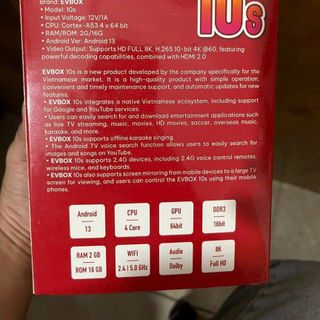 Brand: EVBOX
• Model: 10s
• Input Voltage: 12V/1A
• CPU: Cortex-A53 4 x 64 bit
• RAM/ROM: 2G/16G
• Android Ver: Android 13
• Video Output: Supports HD FULL 8K, H.265 10-bit 4K @60, featuring
powerful decoding capabilities, combined with HDMI 2.0
10s
EVBOX 10s is a new product developed by the company specifically for the
Vietnamese market. It is a high-quality product with simple operation,
convenient and timely maintenance support, and automatic updates for new
features.
• EVBOX 10s integrates a native Vietnamese ecosystem, including support
for Google and YouTube services.
• Users can easily search for and download entertainment applications such
as live TV streaming, music, movies, HD movies, soccer, overseas music,
karaoke, and more.
• EVBOX 10s supports offline karaoke singing.
• The Android TV voice search function allows users to easily search for
images and songs on YouTube.
• EVBOX 10s supports 2.4G devices, including 2.4G voice control remotes,
wireless mice, and keyboards.
• EVBOX 10s also supports screen mirroring from mobile devices to a large TV
screen for viewing, and users can control the EVBOX 10s using their mobile
phones.
Android
13
CPU
4 Core
GPU
64bit
DDR3
16bit
RAM 2 GB
ROM 16 GB
WIFI
2.4 | 5.0 GHz
Audio
Dolby
8K
Full HD